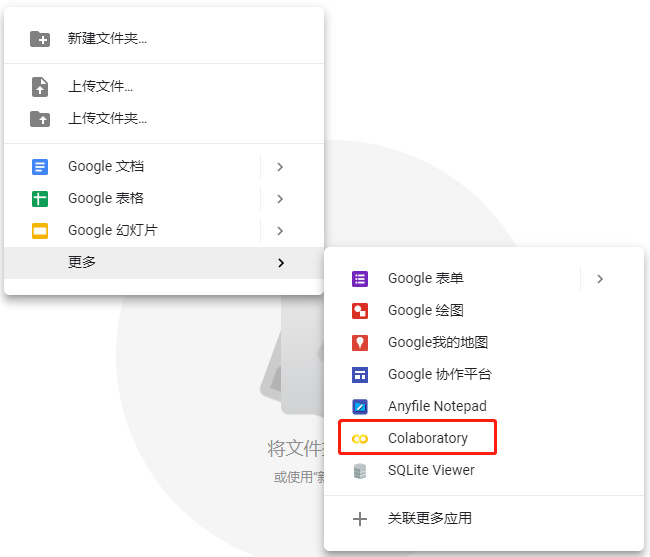 新建文件夹...
上传文件...
上传文件夹...
Google 文档
Google 表格
Google 幻灯片
更多
Google 表单
Google 绘图
Google我的地图
Google 协作平台
Anyfile Notepad
Colaboratory
SQLite Viewer
关联更多应用
将文件
或使用“新